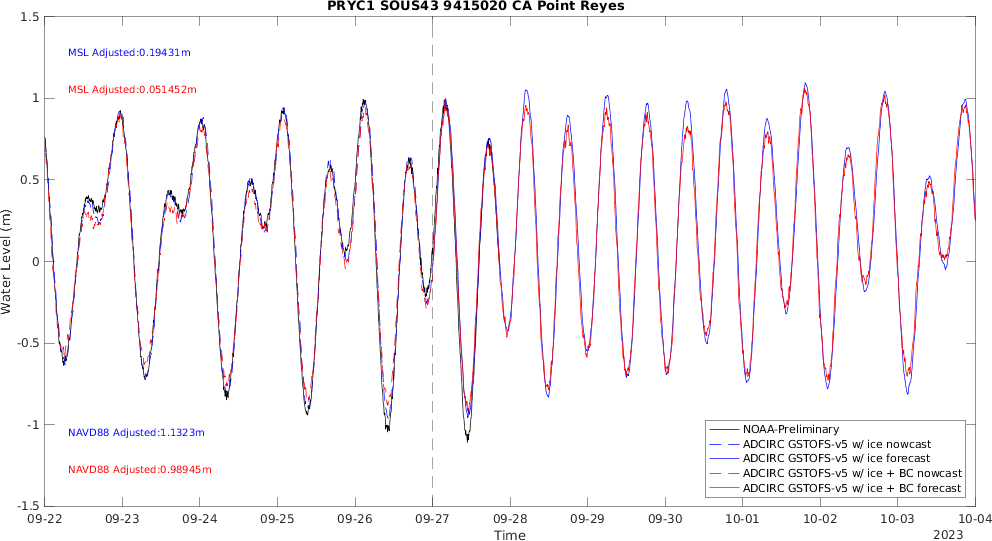 PRYC1 SOUS43 9415020 CA Point Reyes
1.5
1
0.5
0
-0.5
-1
-1.5
Water Level (m)
MSL Adjusted:0.19431m
MSL Adjusted:0.051452m
NAVD88 Adjusted:1.1323m
NAVD88 Adjusted:0.98945m
NOAA-Preliminary
ADCIRC GSTOFS-v5 w/ ice nowcast
ADCIRC GSTOFS-v5 w/ ice forecast
ADCIRC GSTOFS-v5 w/ ice + BC nowcast
ADCIRC GSTOFS-v5 w/ ice + BC forecast
09-22 09-23 09-24 09-25 09-26 09-27 09-28 09-29 09-30 10-01 10-02 10-03 10-04
Time
2023